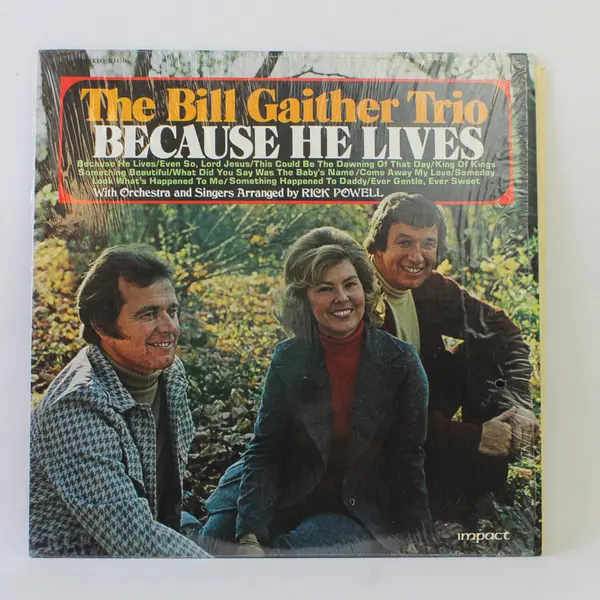 The Bill Gaither Trio
BECAUSE HE LIVES
Because He Lives/Even So, Lord Jesus/This Could Be The Dawning Of That Day/King Of Kings
Something Beautiful/What Did You Say Was The Baby's Name/Come Away My Love/Someday
Look What's Happened To Me/Something Happened To Daddy/Ever Gentle, Ever Sweet
With Orchestra and Singers Arranged by RICK POWELL
impact